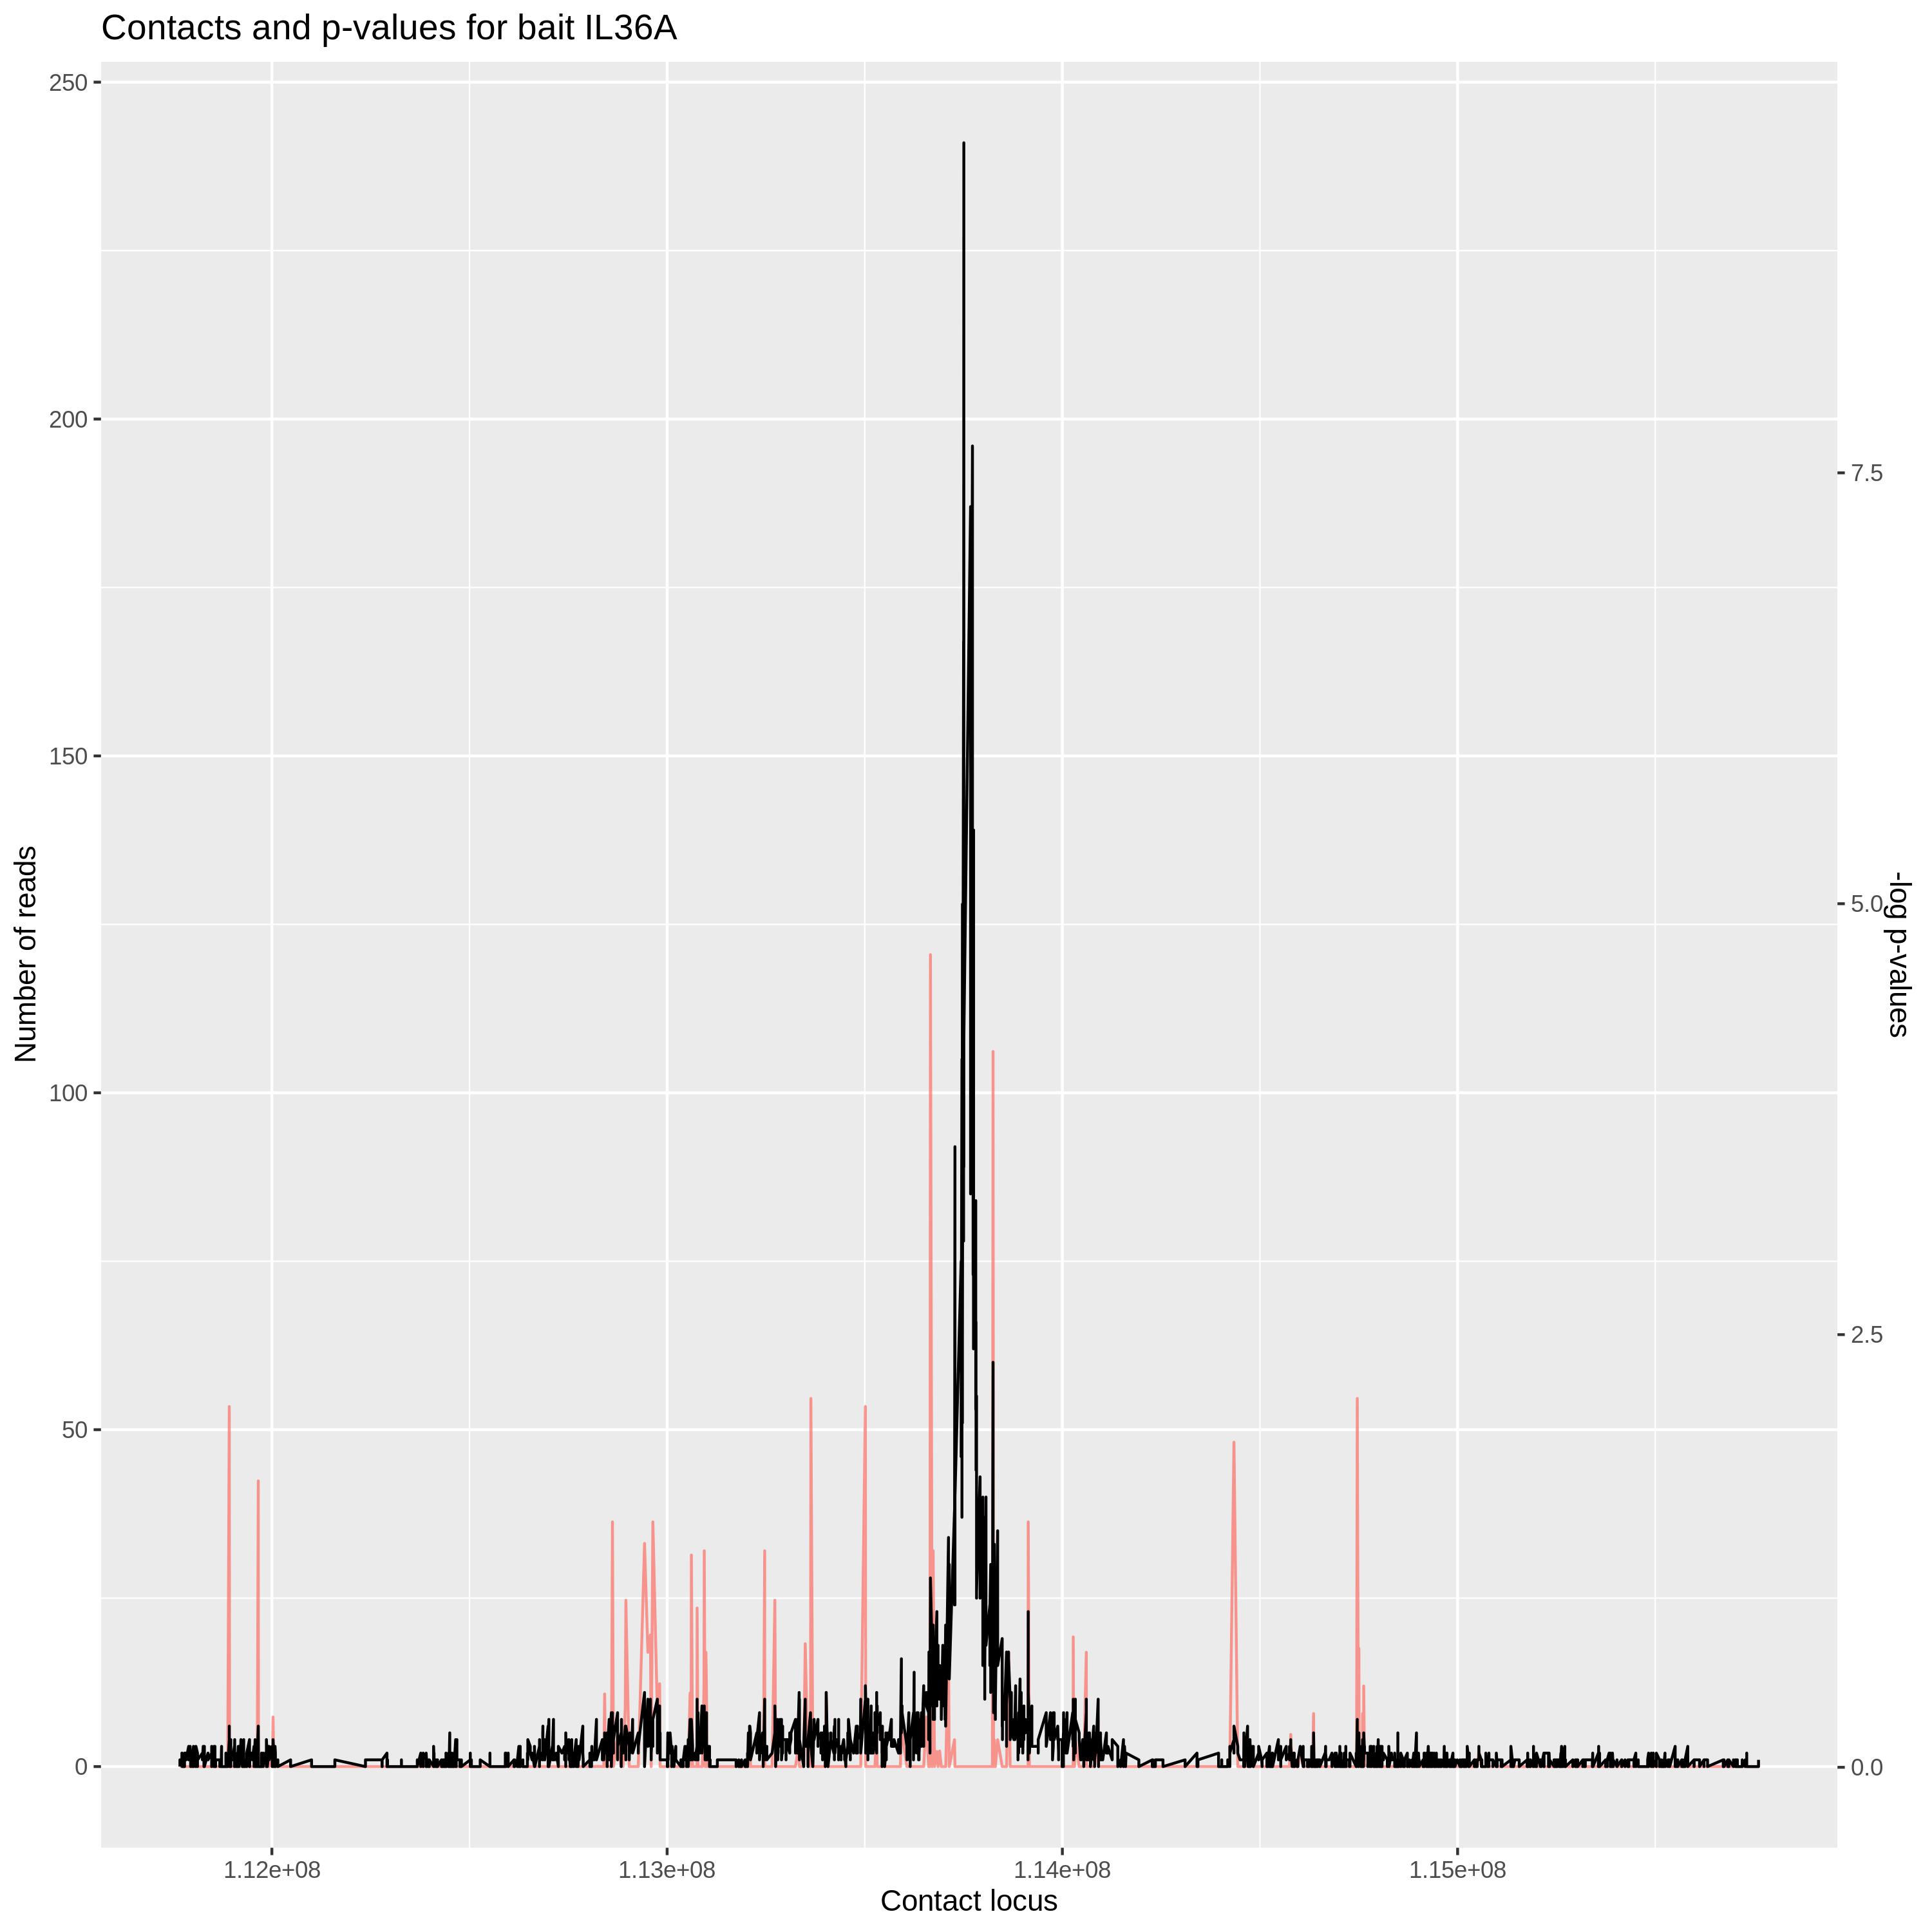 Contacts and p-values for bait IL36A
250
200
150
100
50
0
Number of reads
7.5
5.0
2.5
0.0
-log p-values
1.12e+08
1.13e+08
1.14e+08
1.15e+08
Contact locus